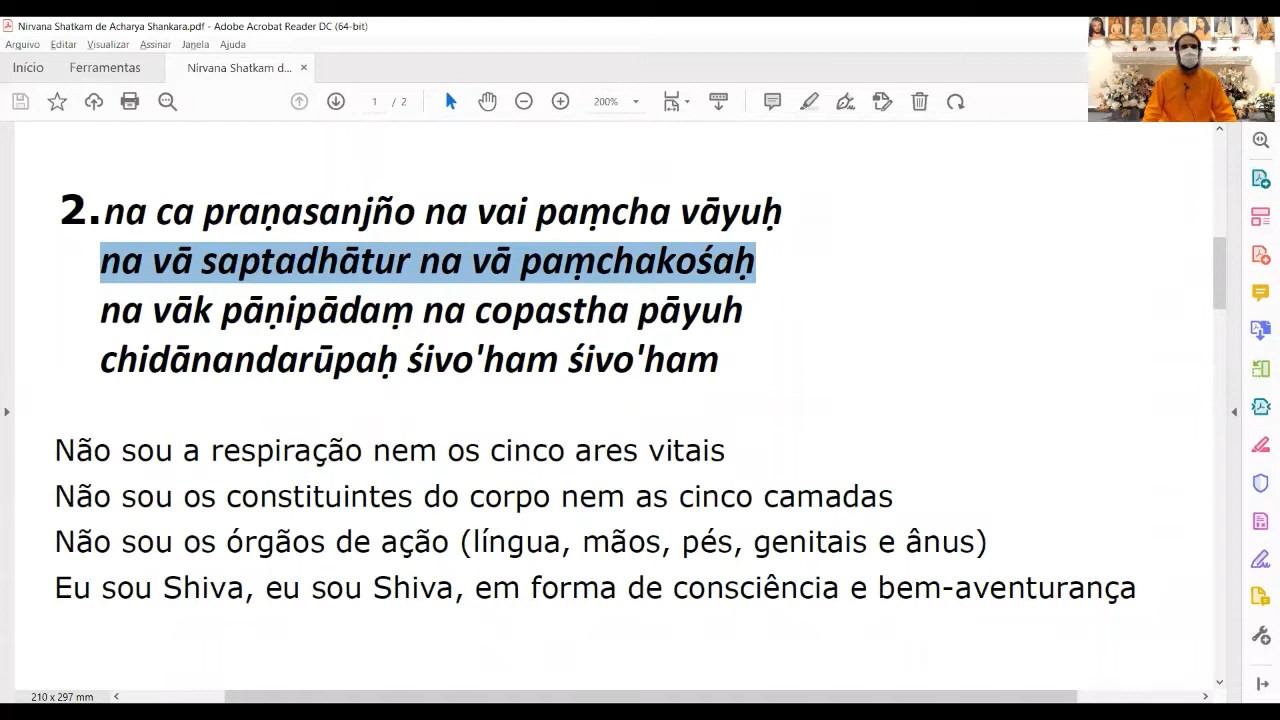 Nirvana Shatkam de Acharya Shankara.pdf - Adobe Acrobat Reader DC (64-bit)
Arquivo Editar Visualizar Assinar Janela Ajuda
Início Ferramentas Nirvana Shatkam d... ×
1 / 2 200%
2.na ca praṇasanjño na vai paṃcha vāyuḥ
na vā saptadhātur na vā paṃchakośaḥ
na vāk pāṇipādaṃ na copastha pāyuh
chidānandarūpaḥ śivo'ham śivo'ham
Não sou a respiração nem os cinco ares vitais
Não sou os constituintes do corpo nem as cinco camadas
Não sou os órgãos de ação (língua, mãos, pés, genitais e ânus)
Eu sou Shiva, eu sou Shiva, em forma de consciência e bem-aventurança
210 x 297 mm